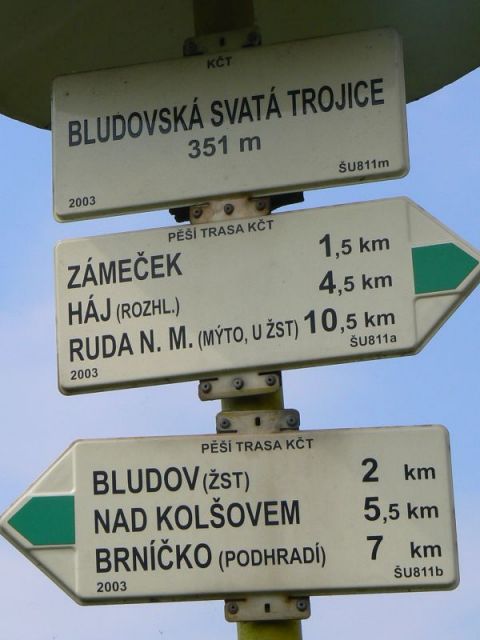 KČT
BLUDOVSKÁ SVATÁ TROJICE
351 m
2003 ŠU811m
PĚŠÍ TRASA KČT
ZÁMEČEK 1,5 km
HÁJ (ROZHL.) 4,5 km
RUDA N. M. (MÝTO, U ŽST) 10,5 km
2003 ŠU811a
PĚŠÍ TRASA KČT
BLUDOV (ŽST) 2 km
NAD KOLŠOVEM 5,5 km
BRNÍČKO (PODHRADÍ) 7 km
2003 ŠU811b